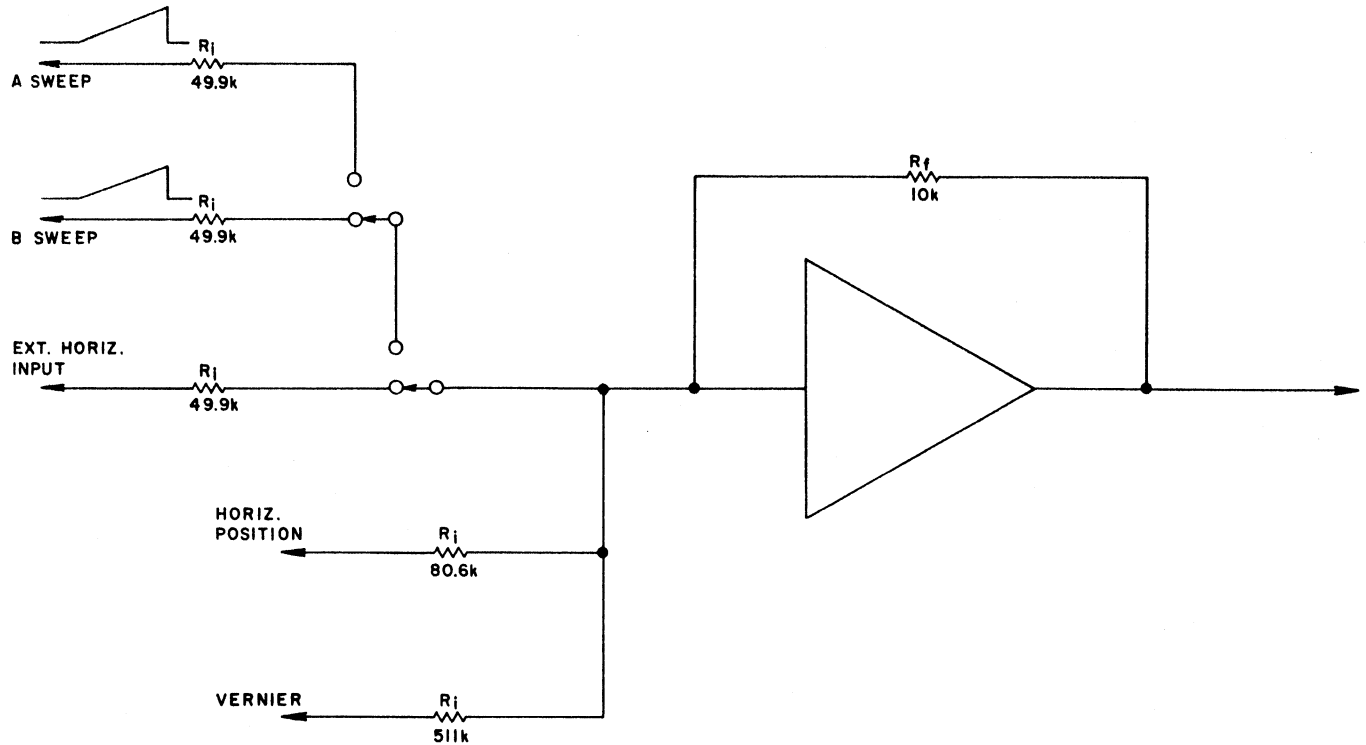 Ri
A SWEEP
49.9k
Ri
B SWEEP
49.9k
Rf
10k
EXT. HORIZ.
INPUT
Ri
49.9k
HORIZ.
POSITION
Ri
80.6k
VERNIER
Ri
511k